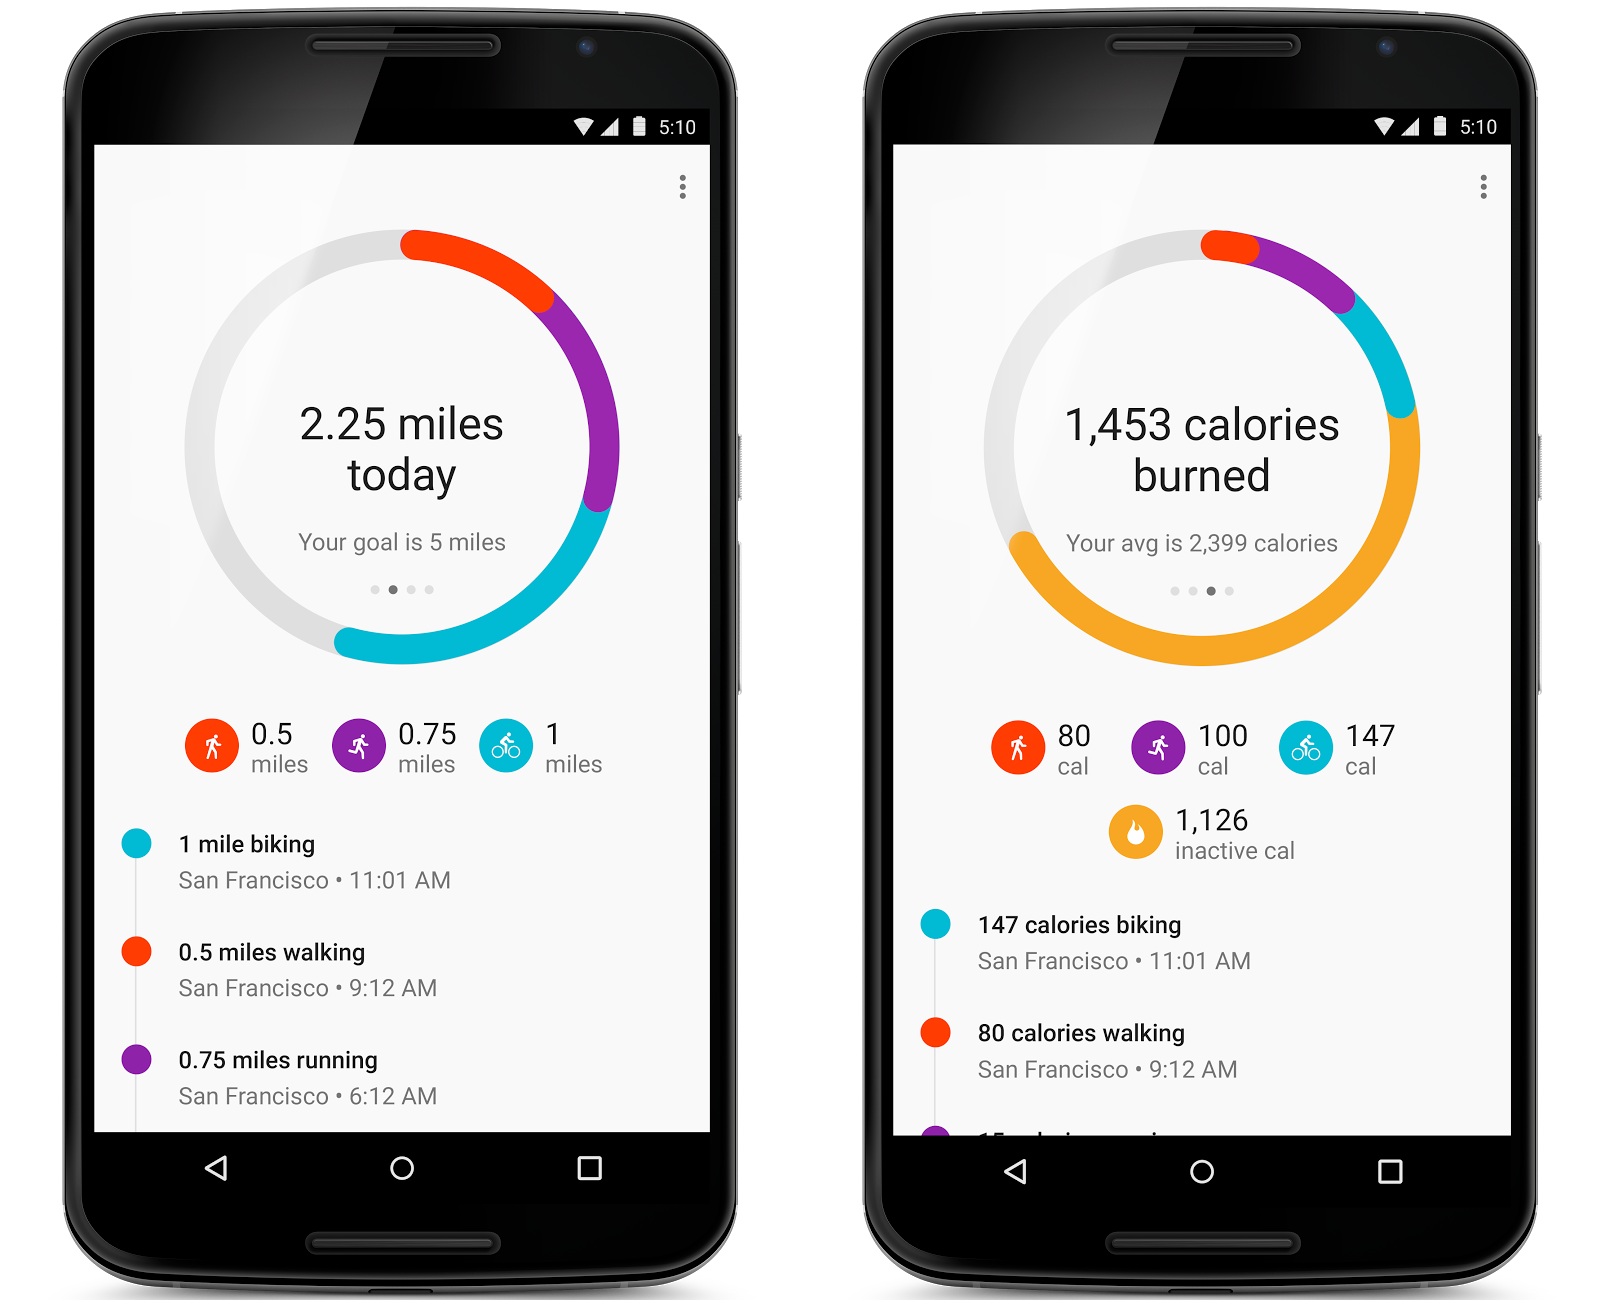 5:10
2.25 miles
today
Your goal is 5 miles
0.5
miles
0.75
miles
1
miles
1 mile biking
San Francisco • 11:01 AM
0.5 miles walking
San Francisco • 9:12 AM
0.75 miles running
San Francisco • 6:12 AM
5:10
1,453 calories
burned
Your avg is 2,399 calories
80
cal
100
cal
147
cal
1,126
inactive cal
147 calories biking
San Francisco • 11:01 AM
80 calories walking
San Francisco • 9:12 AM